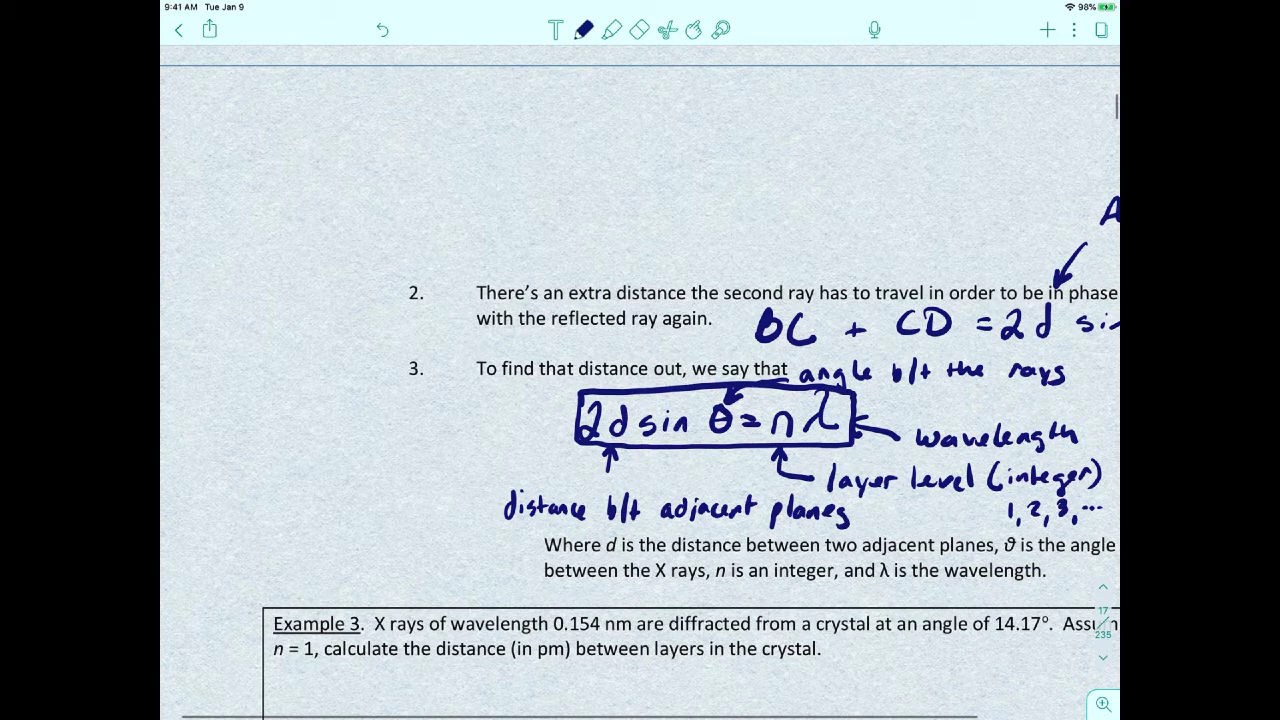 9:41 AM Tue Jan 9
98%
T
A
2. There's an extra distance the second ray has to travel in order to be in phase
with the reflected ray again. BC + CD = 2d sin
3. To find that distance out, we say that angle b/t the rays
2d sin θ = nλ
wavelength
layer level (integer)
distance b/t adjacent planes 1, 2, 3, ...
Where d is the distance between two adjacent planes, ϑ is the angle
between the X rays, n is an integer, and λ is the wavelength.
17
235
Example 3. X rays of wavelength 0.154 nm are diffracted from a crystal at an angle of 14.17°.
n = 1, calculate the distance (in pm) between layers in the crystal.